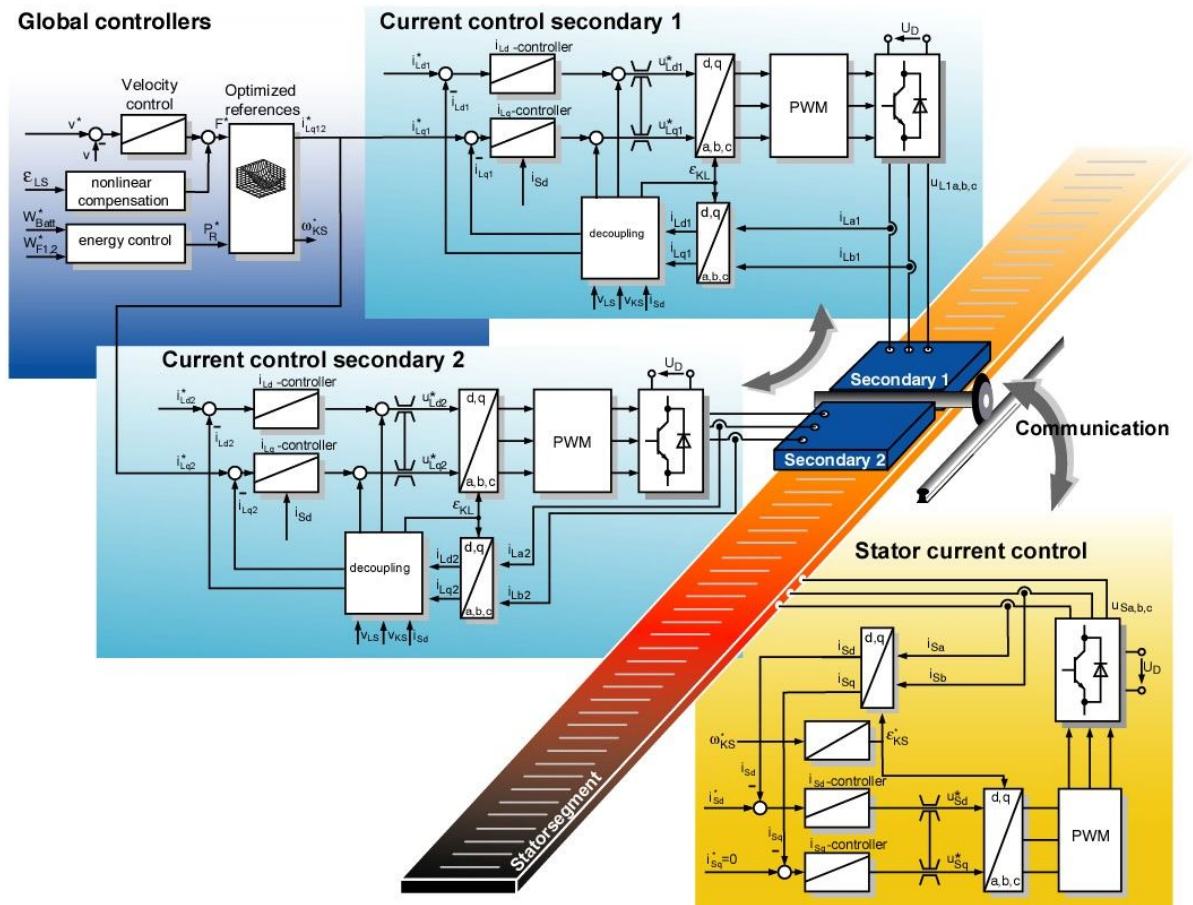 Global controllers
Velocity
control
Optimized
references
v*
v
F*
i*Lq12
εLS
nonlinear
compensation
W*Batt
W*F1,2
energy control
P*R
ω*KS
Current control secondary 1
i*Ld1
iLd-controller
iLd1
u*Ld1
d,q
a,b,c
PWM
UD
i*Lq1
iLq-controller
iLq1
u*Lq1
iSd
εKL
uL1a,b,c
decoupling
iLd1
iLq1
d,q
a,b,c
iLa1
iLb1
vLS
vKS
iSd
Current control secondary 2
i*Ld2
iLd-controller
iLd2
u*Ld2
d,q
a,b,c
PWM
UD
i*Lq2
iLq-controller
iLq2
u*Lq2
iSd
εKL
decoupling
iLd2
iLq2
d,q
a,b,c
iLa2
iLb2
vLS
vKS
iSd
Secondary 1
Secondary 2
Communication
Statorsegment
Stator current control
uSa,b,c
UD
iSd
iSq
d,q
iSa
iSb
ω*KS
ε*KS
iSd
iSd-controller
i*Sd
u*Sd
d,q
a,b,c
PWM
iSq
iSq-controller
i*Sq=0
u*Sq